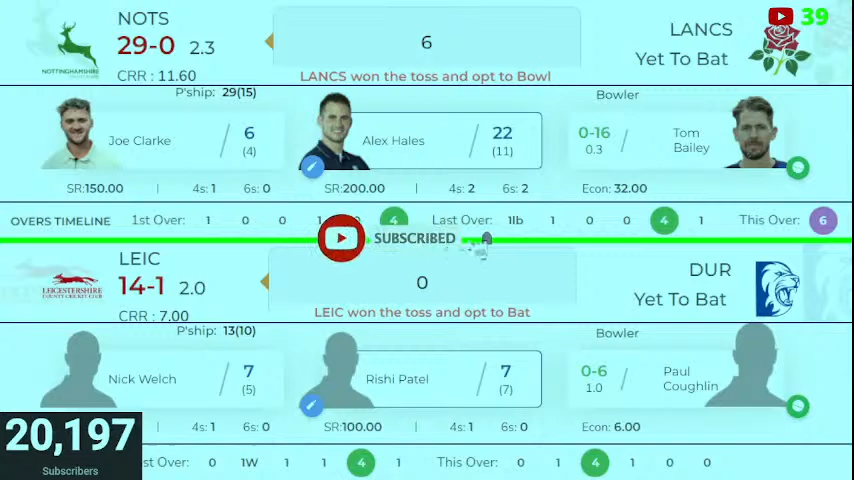 39
NOTS
29-0 2.3
CRR : 11.60
NOTTINGHAMSHIRE
6
LANCS won the toss and opt to Bowl
LANCS
Yet To Bat
P'ship: 29(15)
Joe Clarke
6
(4)
Alex Hales
22
(11)
Bowler
0-16
0.3
Tom
Bailey
SR:150.00 | 4s: 1 6s: 0
SR:200.00 | 4s: 2 6s: 2
Econ: 32.00
OVERS TIMELINE 1st Over: 1 0 0 1 0 4 Last Over: 1lb 1 0 0 4 1 This Over: 6
SUBSCRIBED
LEIC
14-1 2.0
CRR : 7.00
LEICESTERSHIRE
COUNTY CRICKET CLUB
0
LEIC won the toss and opt to Bat
DUR
Yet To Bat
P'ship: 13(10)
Nick Welch
7
(5)
Rishi Patel
7
(7)
Bowler
0-6
1.0
Paul
Coughlin
4s: 1 6s: 0
SR:100.00 | 4s: 1 6s: 0
Econ: 6.00
20,197
Subscribers
st Over: 0 1W 1 1 4 1 This Over: 0 1 4 1 0 0